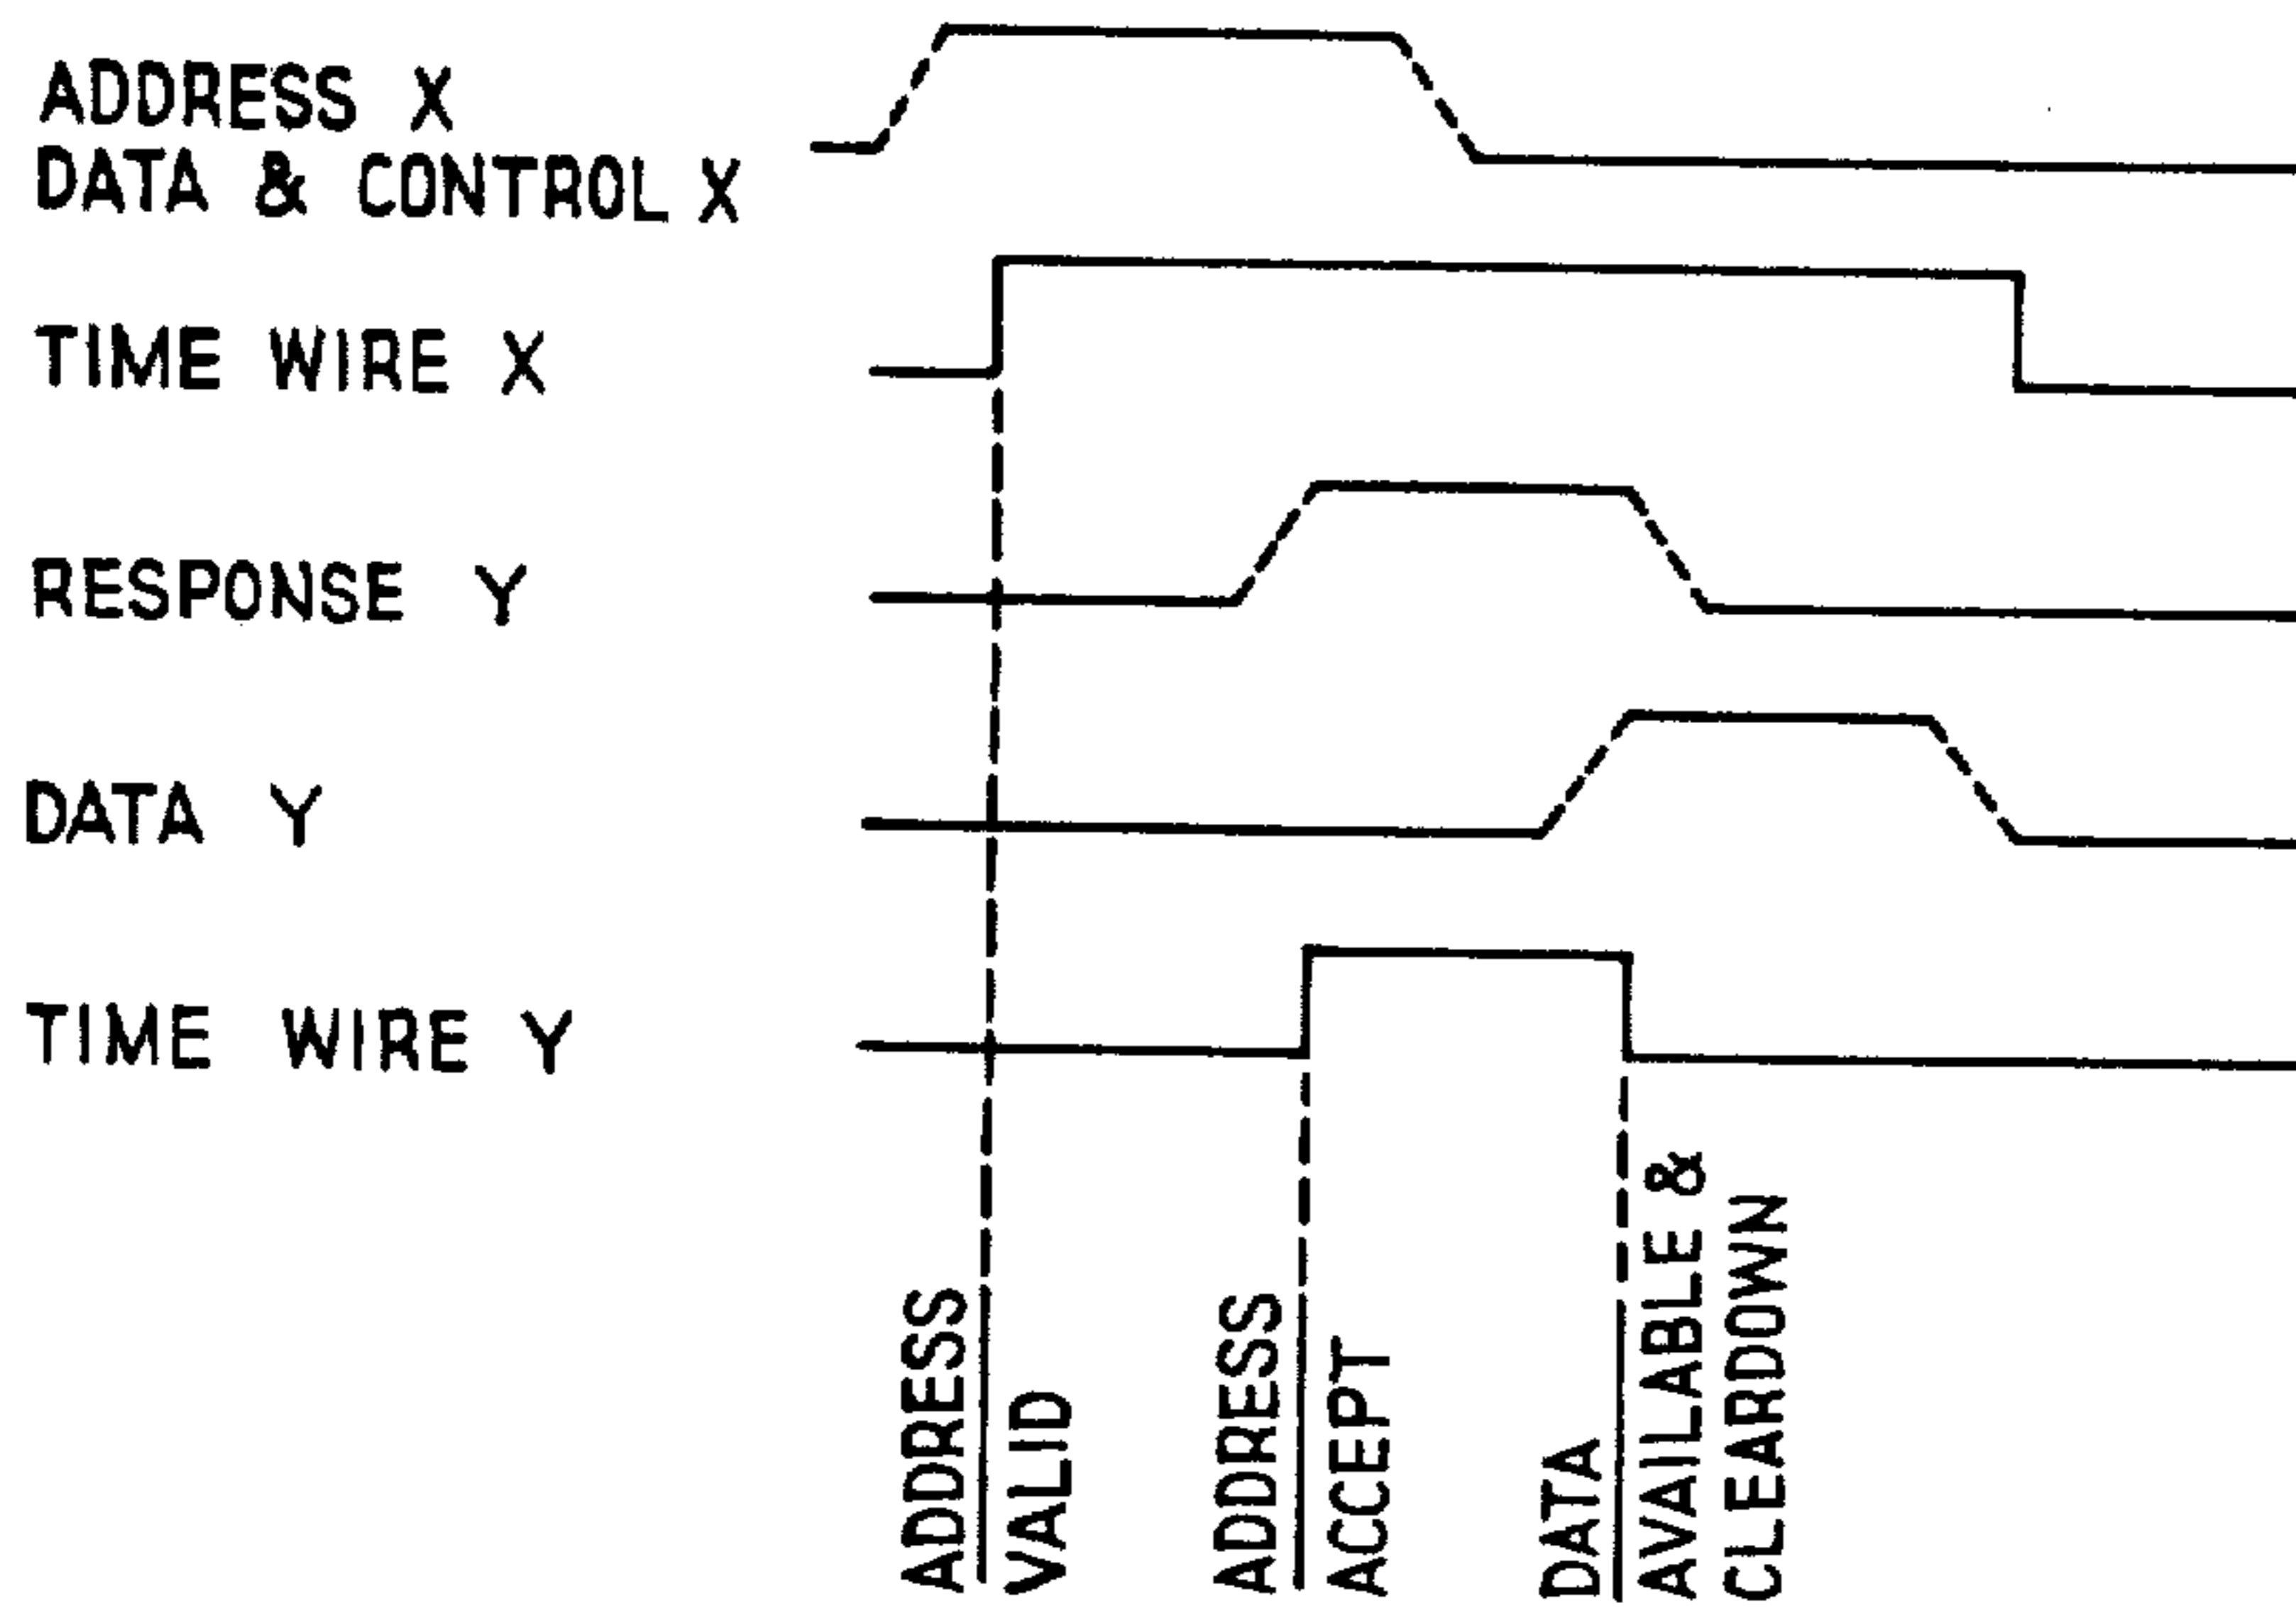 ADDRESS X
DATA & CONTROL X
TIME WIRE X
RESPONSE Y
DATA Y
TIME WIRE Y
ADDRESS
VALID
ADDRESS
ACCEPT
DATA
AVAILABLE &
CLEARDOWN